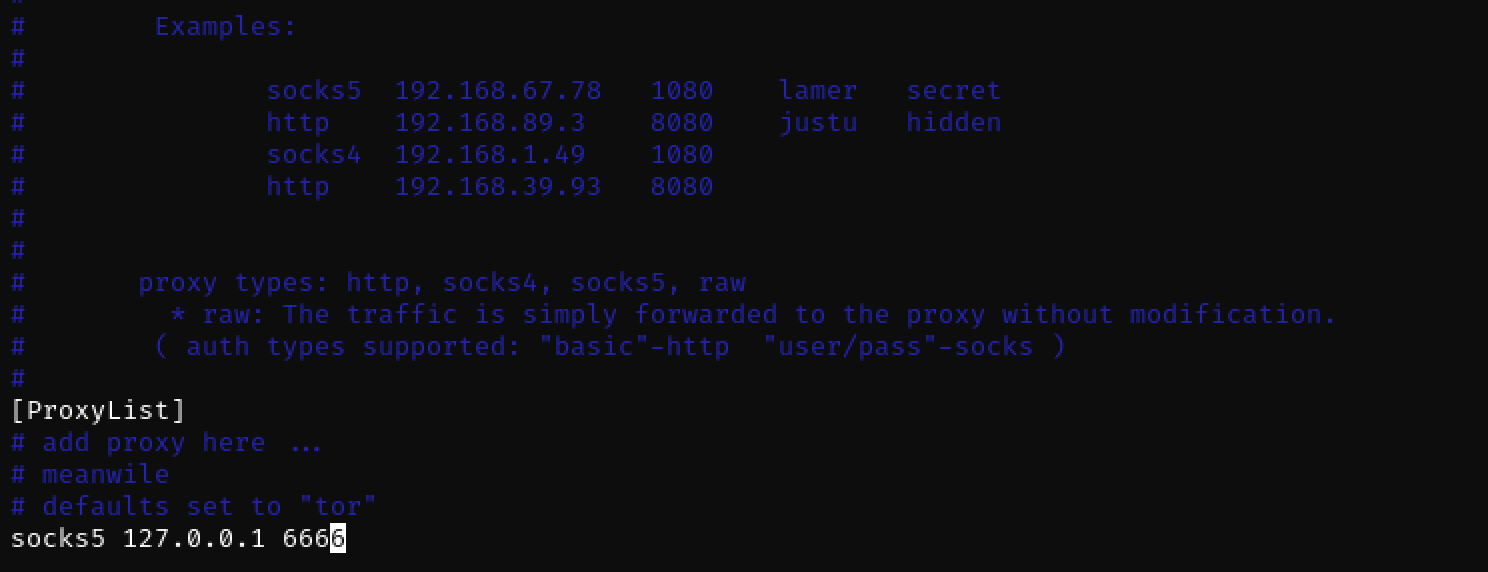 #
#        Examples:
#
#               socks5  192.168.67.78   1080    lamer   secret
#               http    192.168.89.3    8080    justu   hidden
#               socks4  192.168.1.49    1080
#               http    192.168.39.93   8080
#
#
#       proxy types: http, socks4, socks5, raw
#         * raw: The traffic is simply forwarded to the proxy without modification.
#        ( auth types supported: "basic"-http  "user/pass"-socks )
#
[ProxyList]
# add proxy here ...
# meanwile
# defaults set to "tor"
socks5 127.0.0.1 6666